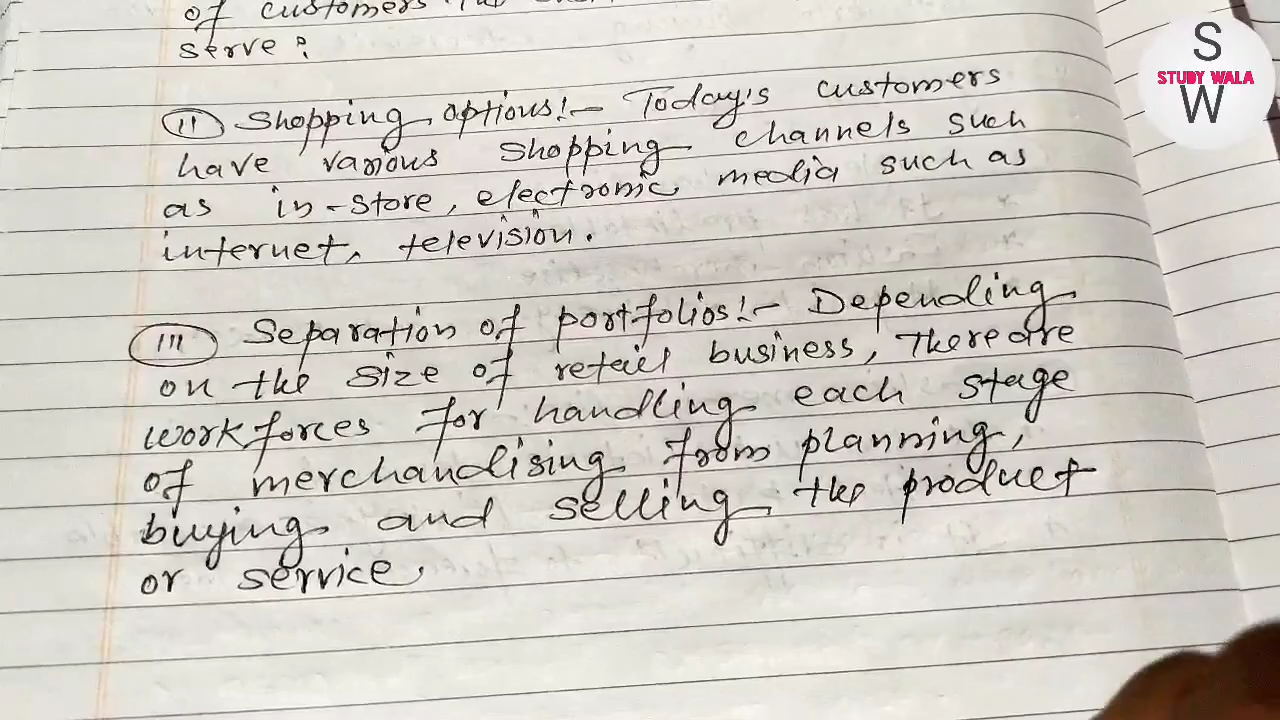 of customers
serve:
S
STUDY WALA
W
(ii) Shopping options!- Today's customers
have various shopping channels such
as in-store, electronic media such as
internet, television.
(iii) Separation of portfolios!- Depending
on the size of retail business, there are
workforces for handling each stage
of merchandising from planning,
buying and selling the product
or service.